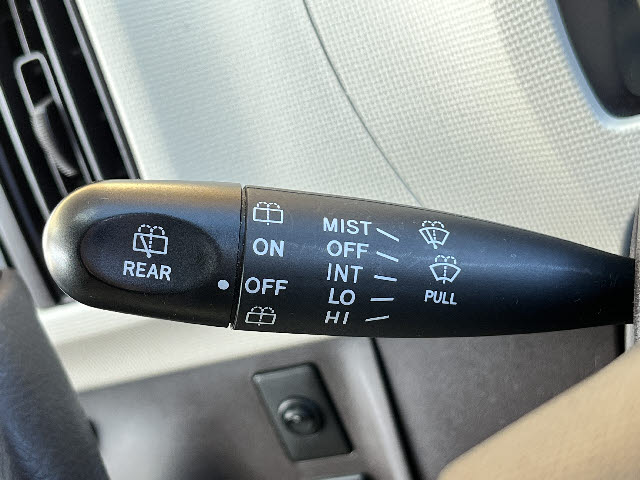 REAR
ON
OFF
MIST
OFF
INT
LO
HI
PULL